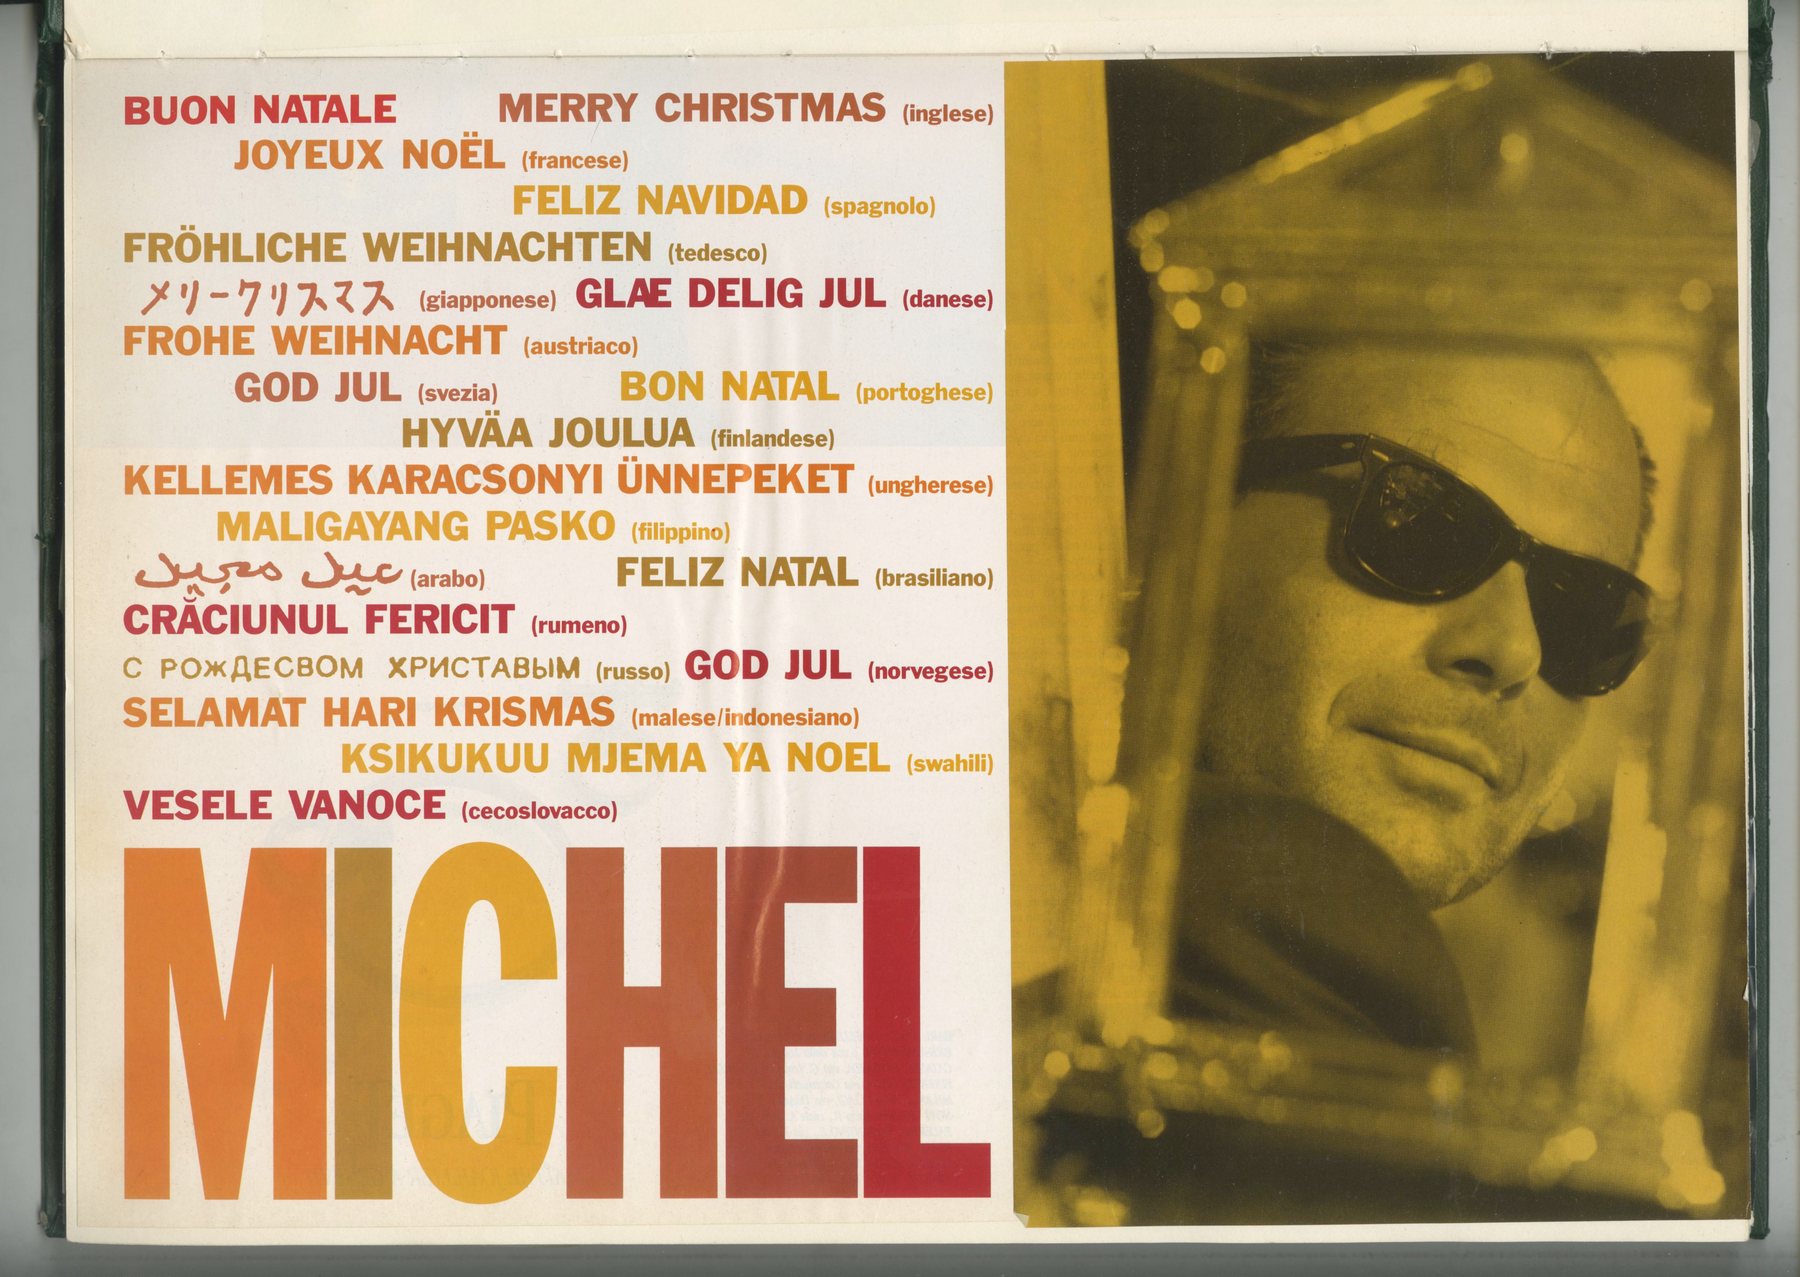 BUON NATALE MERRY CHRISTMAS (inglese)
JOYEUX NOËL (francese)
FELIZ NAVIDAD (spagnolo)
FRÖHLICHE WEIHNACHTEN (tedesco)
メリークリスマス (giapponese) GLÆ DELIG JUL (danese)
FROHE WEIHNACHT (austriaco)
GOD JUL (svezia) BON NATAL (portoghese)
HYVÄA JOULUA (finlandese)
KELLEMES KARACSONYI ÜNNEPEKET (ungherese)
MALIGAYANG PASKO (filippino)
عيد مجيد (arabo) FELIZ NATAL (brasiliano)
CRĂCIUNUL FERICIT (rumeno)
С РОЖДЕСВОМ ХРИСТАВЫМ (russo) GOD JUL (norvegese)
SELAMAT HARI KRISMAS (malese/indonesiano)
KSIKUKUU MJEMA YA NOEL (swahili)
VESELE VANOCE (cecoslovacco)
MICHEL